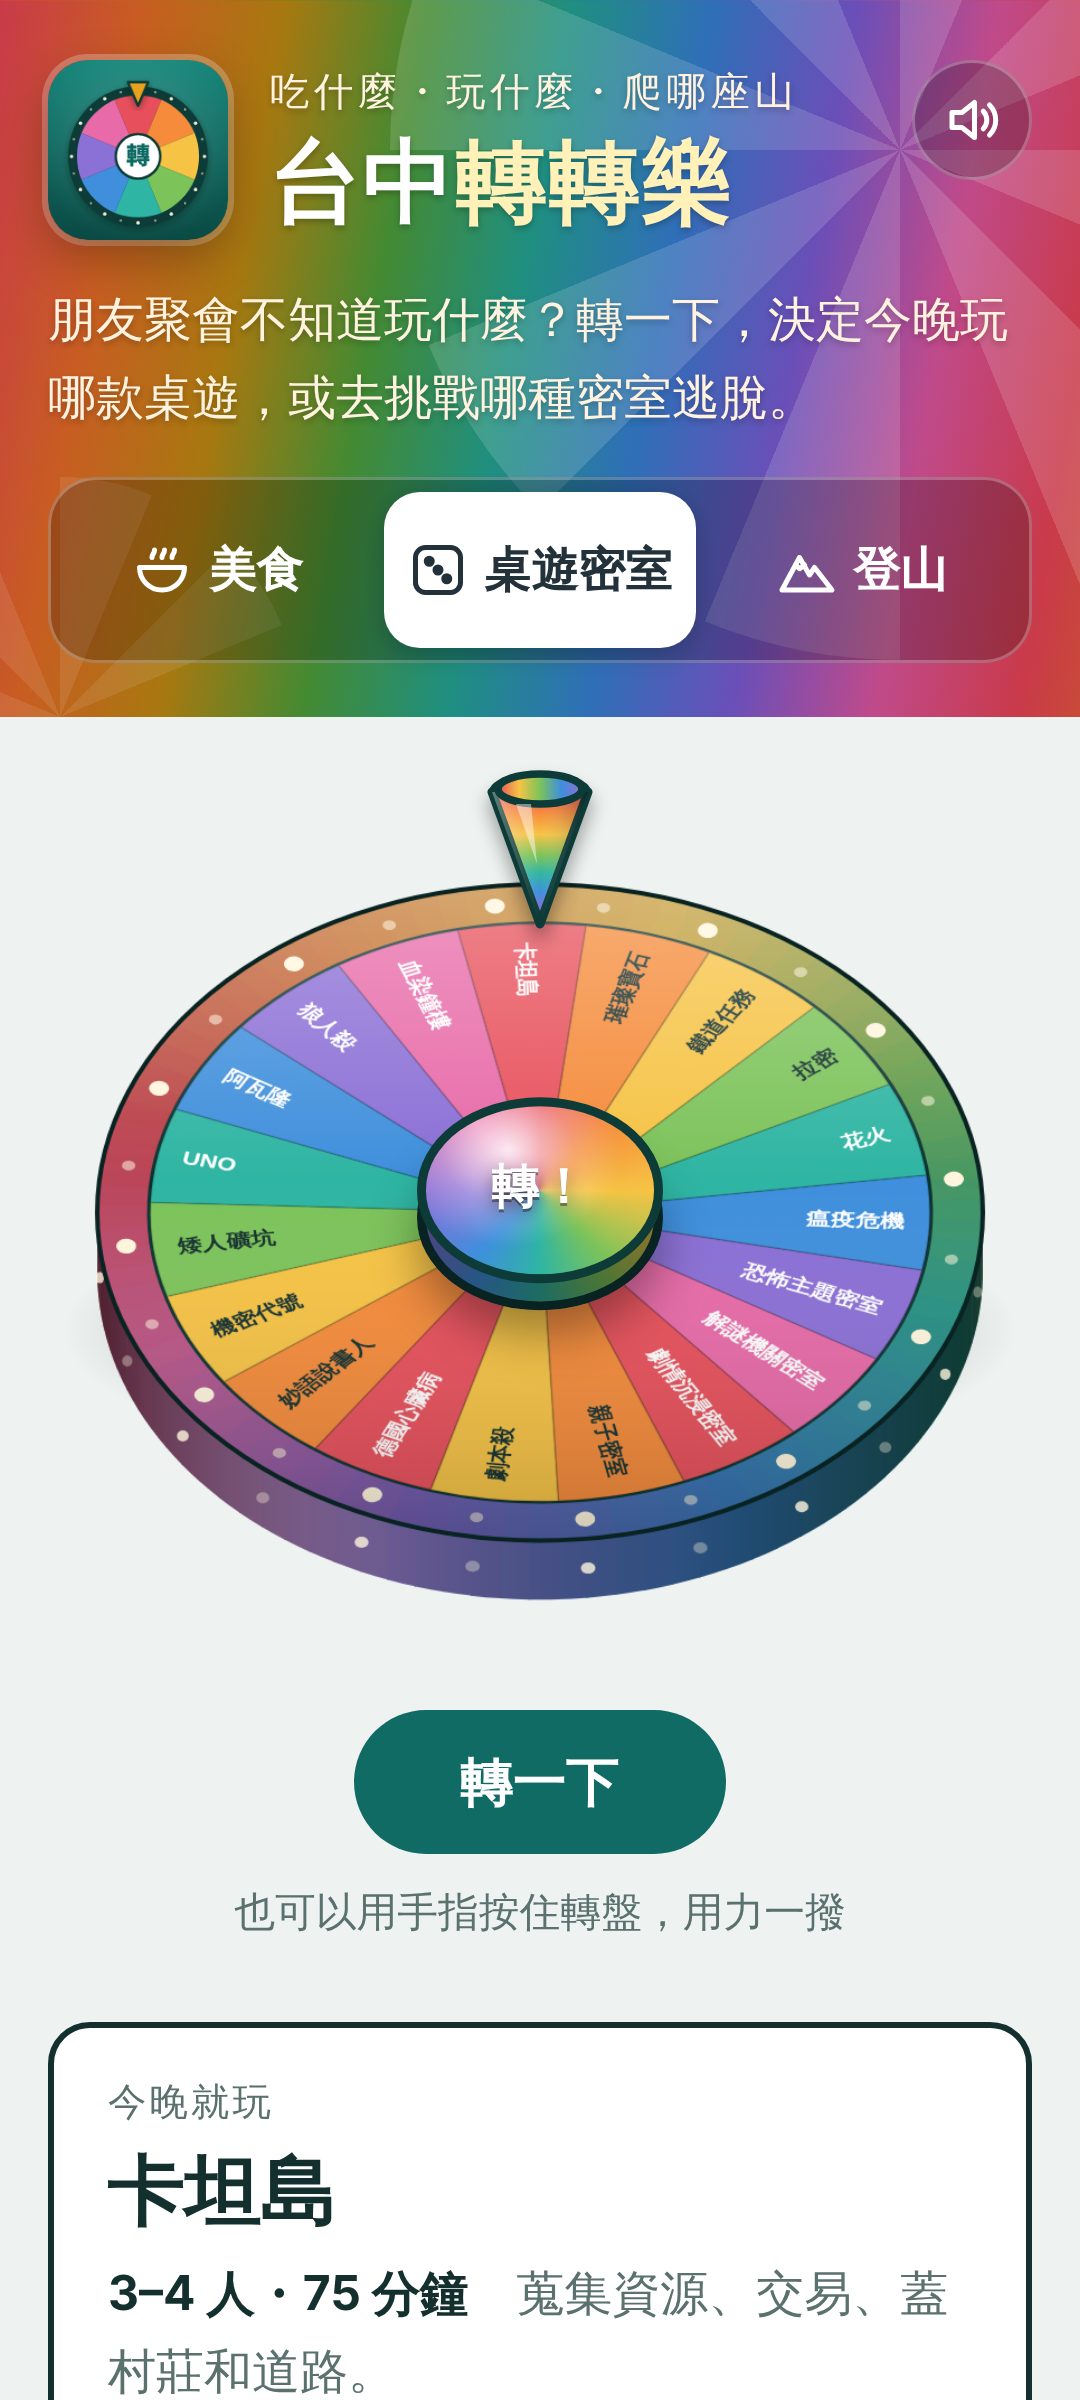 轉
吃什麼・玩什麼・爬哪座山
台中轉轉樂
朋友聚會不知道玩什麼？轉一下，決定今晚玩
哪款桌遊，或去挑戰哪種密室逃脫。
美食
桌遊密室
登山
卡坦島
璀璨寶石
鐵道任務
拉密
花火
瘟疫危機
恐怖主題密室
解謎機關密室
劇情沉浸密室
親子密室
劇本殺
德國心臟病
妙語說書人
機密代號
矮人礦坑
UNO
阿瓦隆
狼人殺
血染鐘樓
轉！
轉一下
也可以用手指按住轉盤，用力一撥
今晚就玩
卡坦島
3–4 人・75 分鐘　蒐集資源、交易、蓋
村莊和道路。